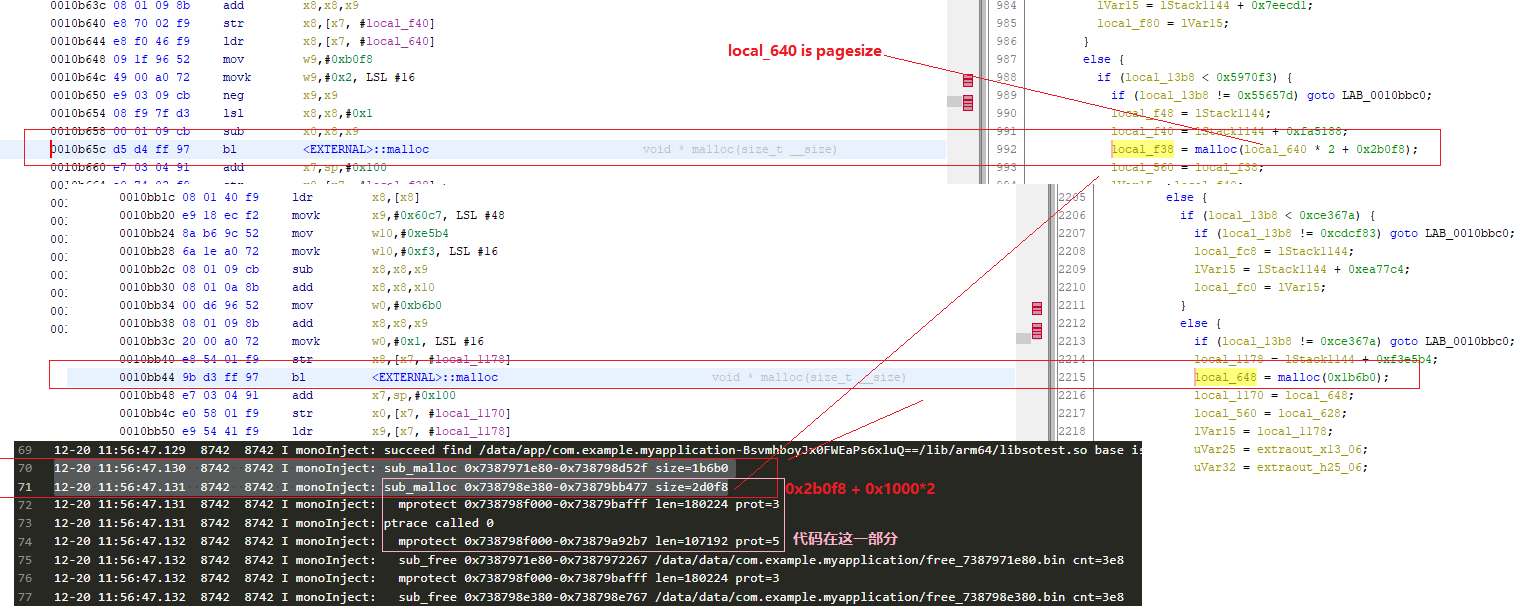 0010b63c 08 01 09 8b add x8,x8,x9
0010b640 e8 70 02 f9 str x8,[x7, #local_f40]
0010b644 e8 f0 46 f9 ldr x8,[x7, #local_640]
0010b648 09 1f 96 52 mov w9,#0xb0f8
0010b64c 49 00 a0 72 movk w9,#0x2, LSL #16
0010b650 e9 03 09 cb neg x9,x9
0010b654 08 f9 7f d3 lsl x8,x8,#0x1
0010b658 00 01 09 cb sub x0,x8,x9
0010b65c d5 d4 ff 97 bl <EXTERNAL>::malloc void * malloc(size_t __size)
0010b660 e7 03 04 91 add x7,sp,#0x100
local_640 is pagesize
984 lVar15 = lStack1144 + 0x7eecd1;
985 local_f80 = lVar15;
986 }
987 else {
988 if (local_13b8 < 0x5970f3) {
989 if (local_13b8 != 0x55657d) goto LAB_0010bbc0;
990 local_f48 = lStack1144;
991 local_f40 = lStack1144 + 0xfa5188;
992 local_f38 = malloc(local_640 * 2 + 0x2b0f8);
993 local_560 = local_f38;
0010bb1c 08 01 40 f9 ldr x8,[x8]
0010bb20 e9 18 ec f2 movk x9,#0x60c7, LSL #48
0010bb24 8a b6 9c 52 mov w10,#0xe5b4
0010bb28 6a 1e a0 72 movk w10,#0xf3, LSL #16
0010bb2c 08 01 09 cb sub x8,x8,x9
0010bb30 08 01 0a 8b add x8,x8,x10
0010bb34 00 d6 96 52 mov w0,#0xb6b0
0010bb38 08 01 09 8b add x8,x8,x9
0010bb3c 20 00 a0 72 movk w0,#0x1, LSL #16
0010bb40 e8 54 01 f9 str x8,[x7, #local_1178]
0010bb44 9b d3 ff 97 bl <EXTERNAL>::malloc void * malloc(size_t __size)
0010bb48 e7 03 04 91 add x7,sp,#0x100
0010bb4c e0 58 01 f9 str x0,[x7, #local_1170]
0010bb50 e9 54 41 f9 ldr x9,[x7, #local_1178]
2205 else {
2206 if (local_13b8 < 0xce367a) {
2207 if (local_13b8 != 0xcdcf83) goto LAB_0010bbc0;
2208 local_fc8 = lStack1144;
2209 lVar15 = lStack1144 + 0xea77c4;
2210 local_fc0 = lVar15;
2211 }
2212 else {
2213 if (local_13b8 != 0xce367a) goto LAB_0010bbc0;
2214 local_1178 = lStack1144 + 0xf3e5b4;
2215 local_648 = malloc(0x1b6b0);
2216 local_1170 = local_648;
2217 local_560 = local_628;
2218 lVar15 = local_1178;
uVar25 = extraout_x13_06;
uVar32 = extraout_h25_06;
69 12-20 11:56:47.129 8742 8742 I monoInject: succeed find /data/app/com.example.myapplication-BsvmhboyJx0FWEaPs6xluQ==/lib/arm64/libsotest.so base is
70 12-20 11:56:47.130 8742 8742 I monoInject: sub_malloc 0x7387971e80-0x738798d52f size=1b6b0
71 12-20 11:56:47.131 8742 8742 I monoInject: sub_malloc 0x738798e380-0x73879bb477 size=2d0f8
0x2b0f8 + 0x1000*2
72 12-20 11:56:47.131 8742 8742 I monoInject: mprotect 0x738798f000-0x73879bafff len=180224 prot=3
73 12-20 11:56:47.131 8742 8742 I monoInject: ptrace called 0
74 12-20 11:56:47.131 8742 8742 I monoInject: mprotect 0x738798f000-0x73879a92b7 len=107192 prot=5
代码在这一部分
75 12-20 11:56:47.132 8742 8742 I monoInject: sub_free 0x7387971e80-0x7387972267 /data/data/com.example.myapplication/free_7387971e80.bin cnt=3e8
76 12-20 11:56:47.132 8742 8742 I monoInject: mprotect 0x738798f000-0x73879bafff len=180224 prot=3
77 12-20 11:56:47.132 8742 8742 I monoInject: sub_free 0x738798e380-0x738798e767 /data/data/com.example.myapplication/free_738798e380.bin cnt=3e8